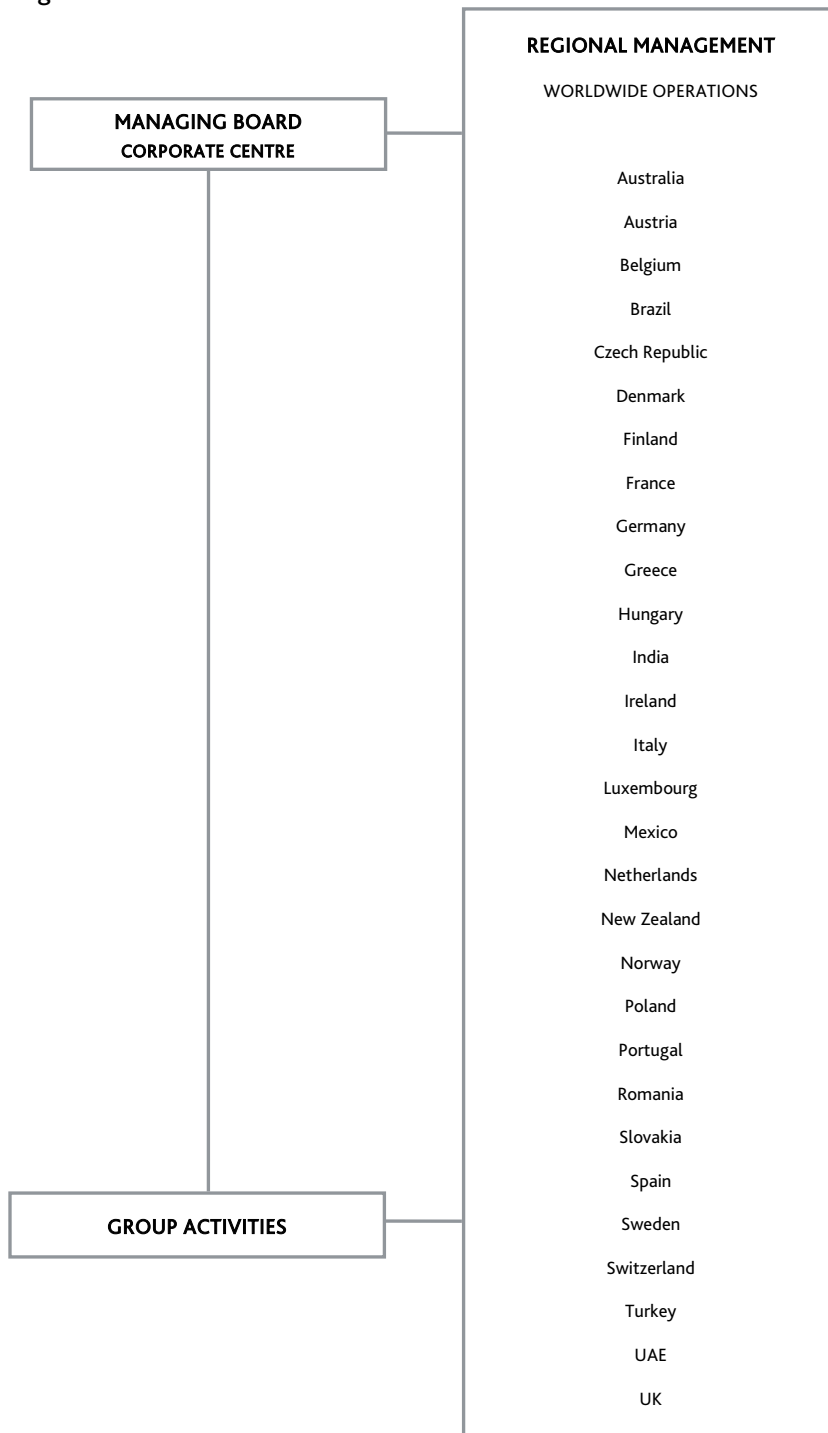 REGIONAL MANAGEMENT
WORLDWIDE OPERATIONS
MANAGING BOARD
CORPORATE CENTRE
Australia
Austria
Belgium
Brazil
Czech Republic
Denmark
Finland
France
Germany
Greece
Hungary
India
Ireland
Italy
Luxembourg
Mexico
Netherlands
New Zealand
Norway
Poland
Portugal
Romania
Slovakia
Spain
GROUP ACTIVITIES
Sweden
Switzerland
Turkey
UAE
UK